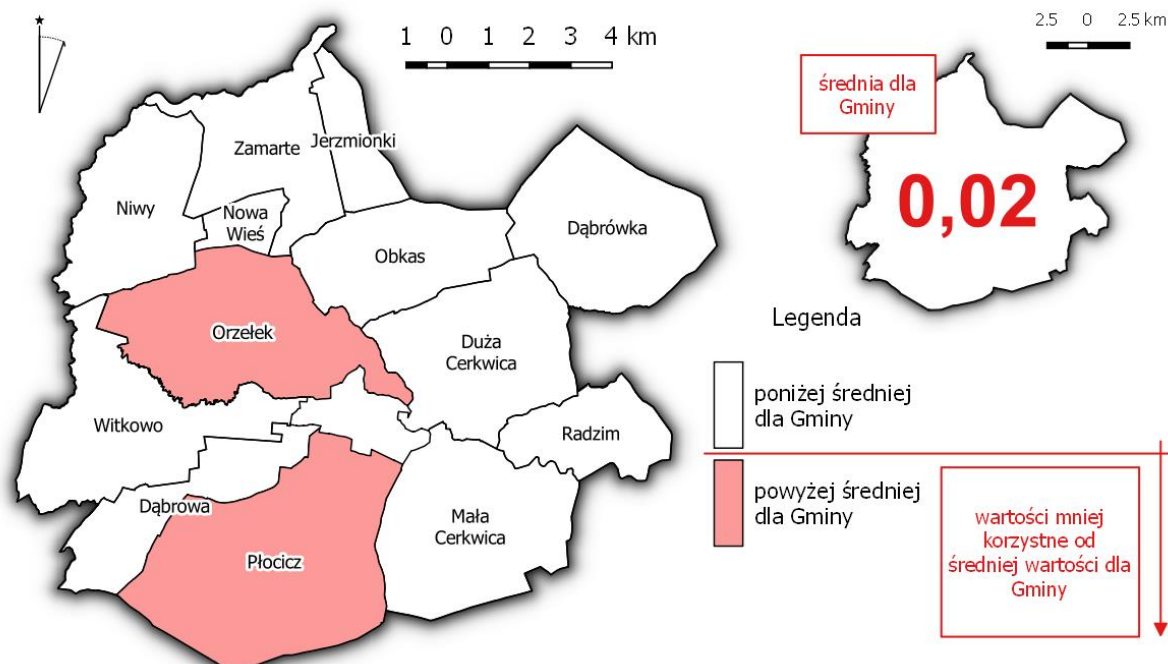 1 0 1 2 3 4 km
2.5 0 2.5 km
średnia dla
Gminy
0,02
Zamarte
Jerzmionki
Niwy
Nowa
Wieś
Obkas
Dąbrówka
Orzełek
Duża
Cerkwica
Witkowo
Radzim
Dąbrowa
Mała
Cerkwica
Płocicz
Legenda
poniżej średniej
dla Gminy
powyżej średniej
dla Gminy
wartości mniej
korzystne od
średniej wartości dla
Gminy